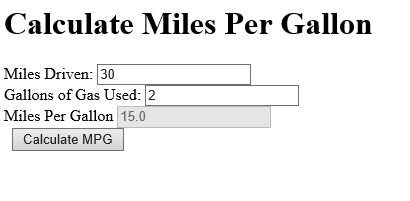 Calculate Miles Per Gallon
Miles Driven: 30
Gallons of Gas Used: 2
Miles Per Gallon 15.0
Calculate MPG